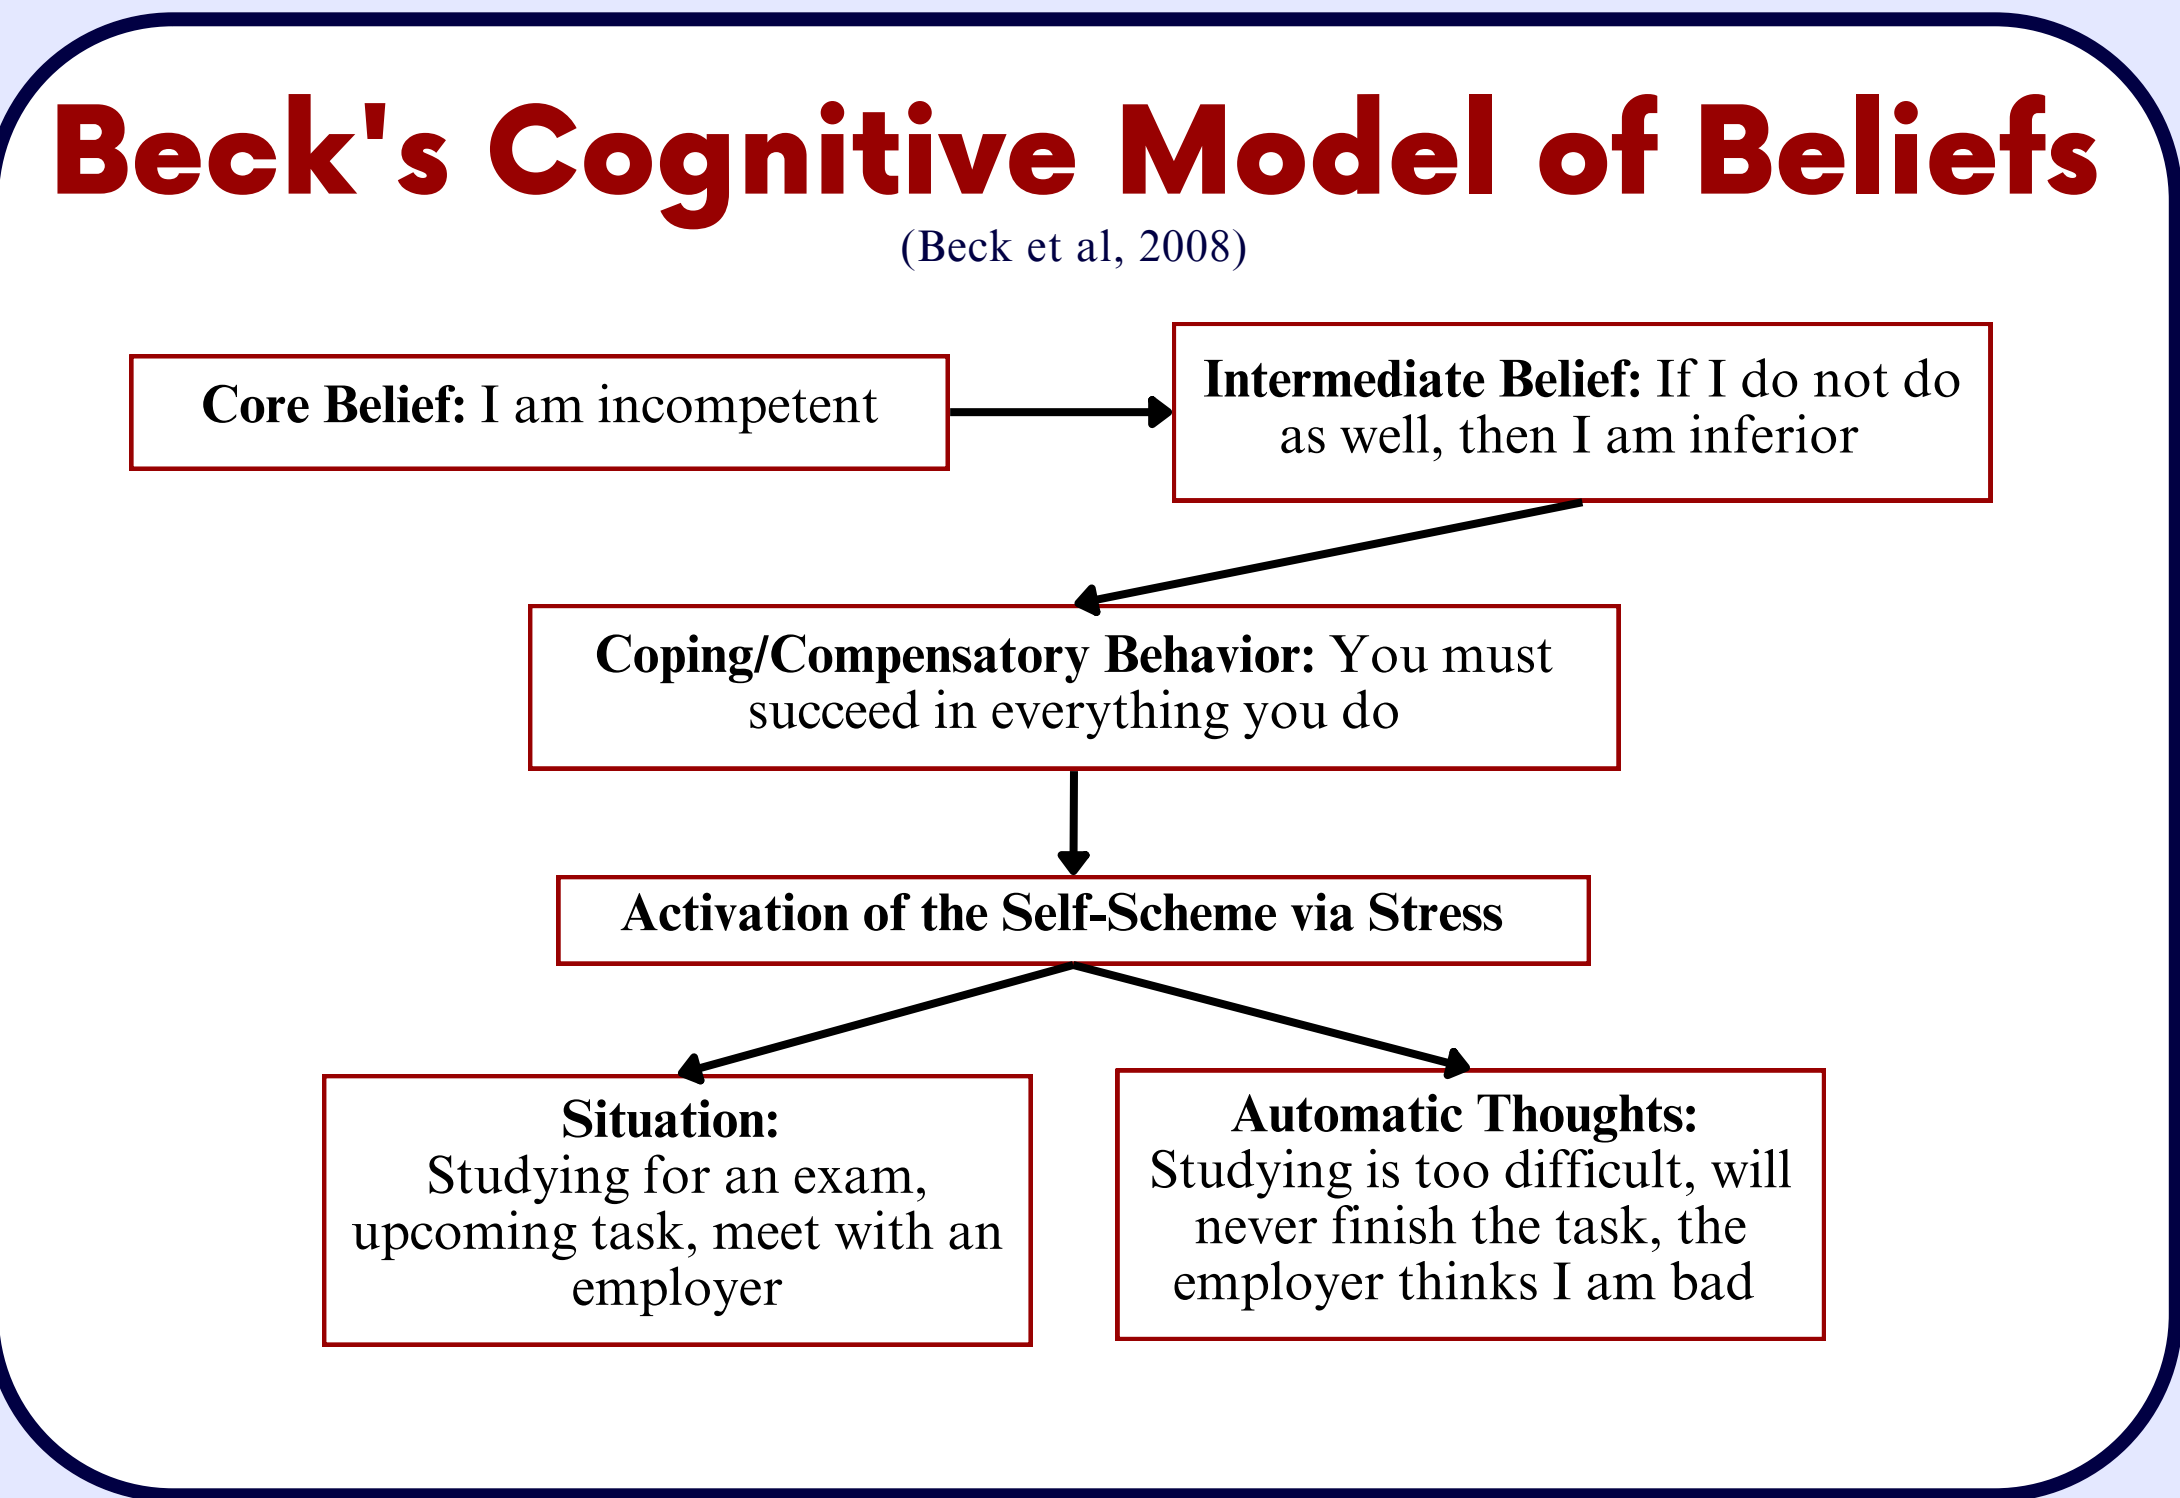 Beck's Cognitive Model of Beliefs
(Beck et al, 2008)
Core Belief: I am incompetent
Intermediate Belief: If I do not do
as well, then I am inferior
Coping/Compensatory Behavior: You must
succeed in everything you do
Activation of the Self-Scheme via Stress
Situation:
Studying for an exam,
upcoming task, meet with an
employer
Automatic Thoughts:
Studying is too difficult, will
never finish the task, the
employer thinks I am bad